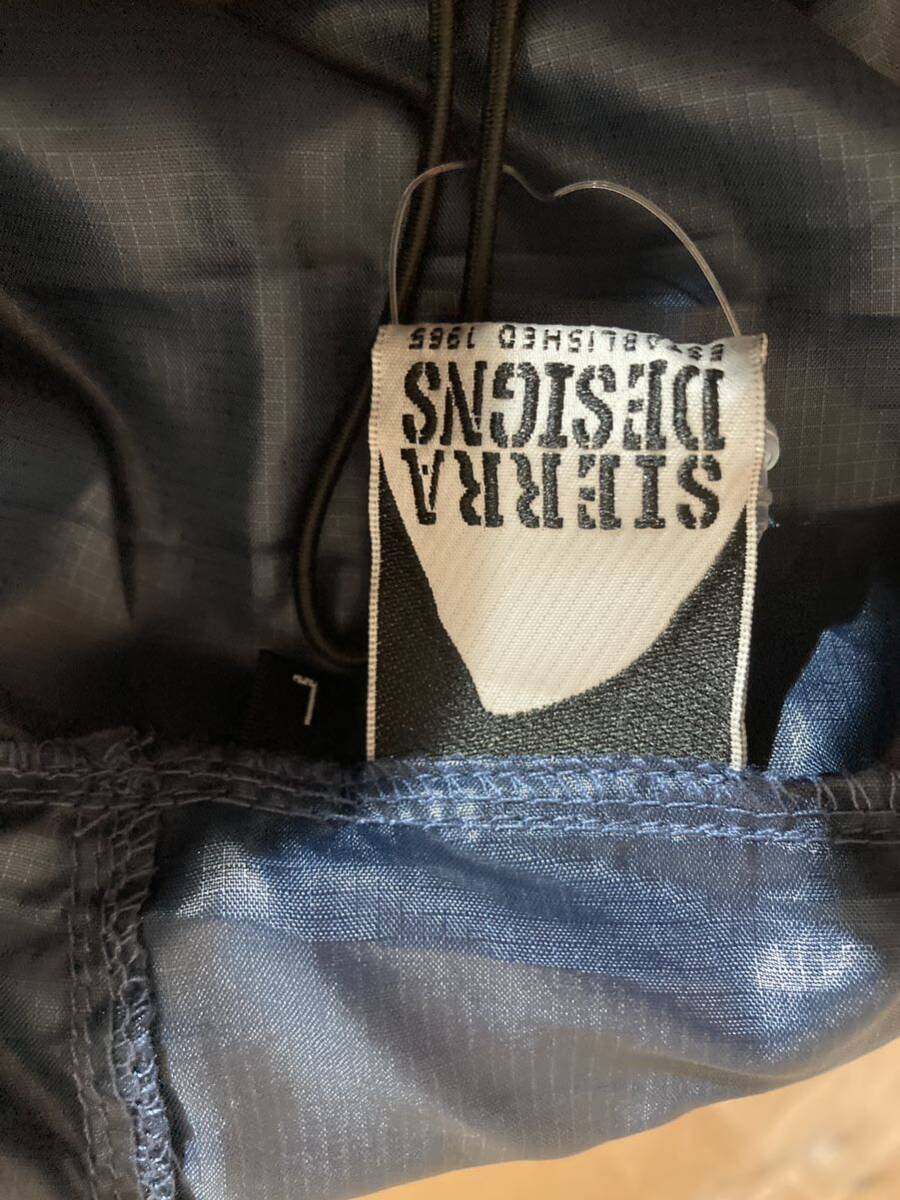 SIERRA
DESIGNS
ESTABLISHED 1965
L